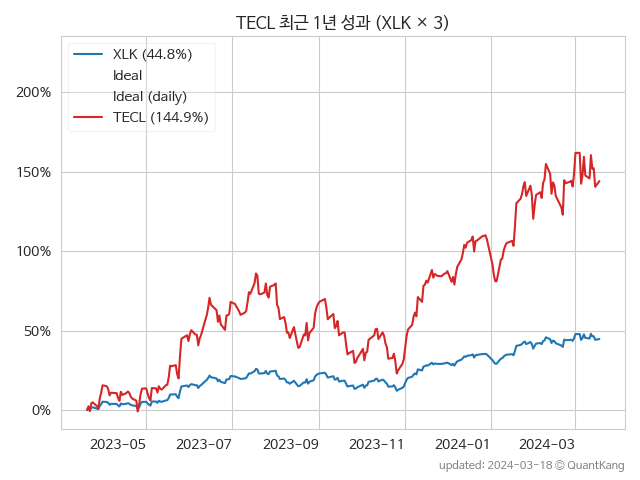 TECL 최근 1년 성과 (XLK × 3)
XLK (44.8%)
Ideal
Ideal (daily)
TECL (144.9%)
200%
150%
100%
50%
0%
2023-05 2023-07 2023-09 2023-11 2024-01 2024-03
updated: 2024-03-18 © QuantKang